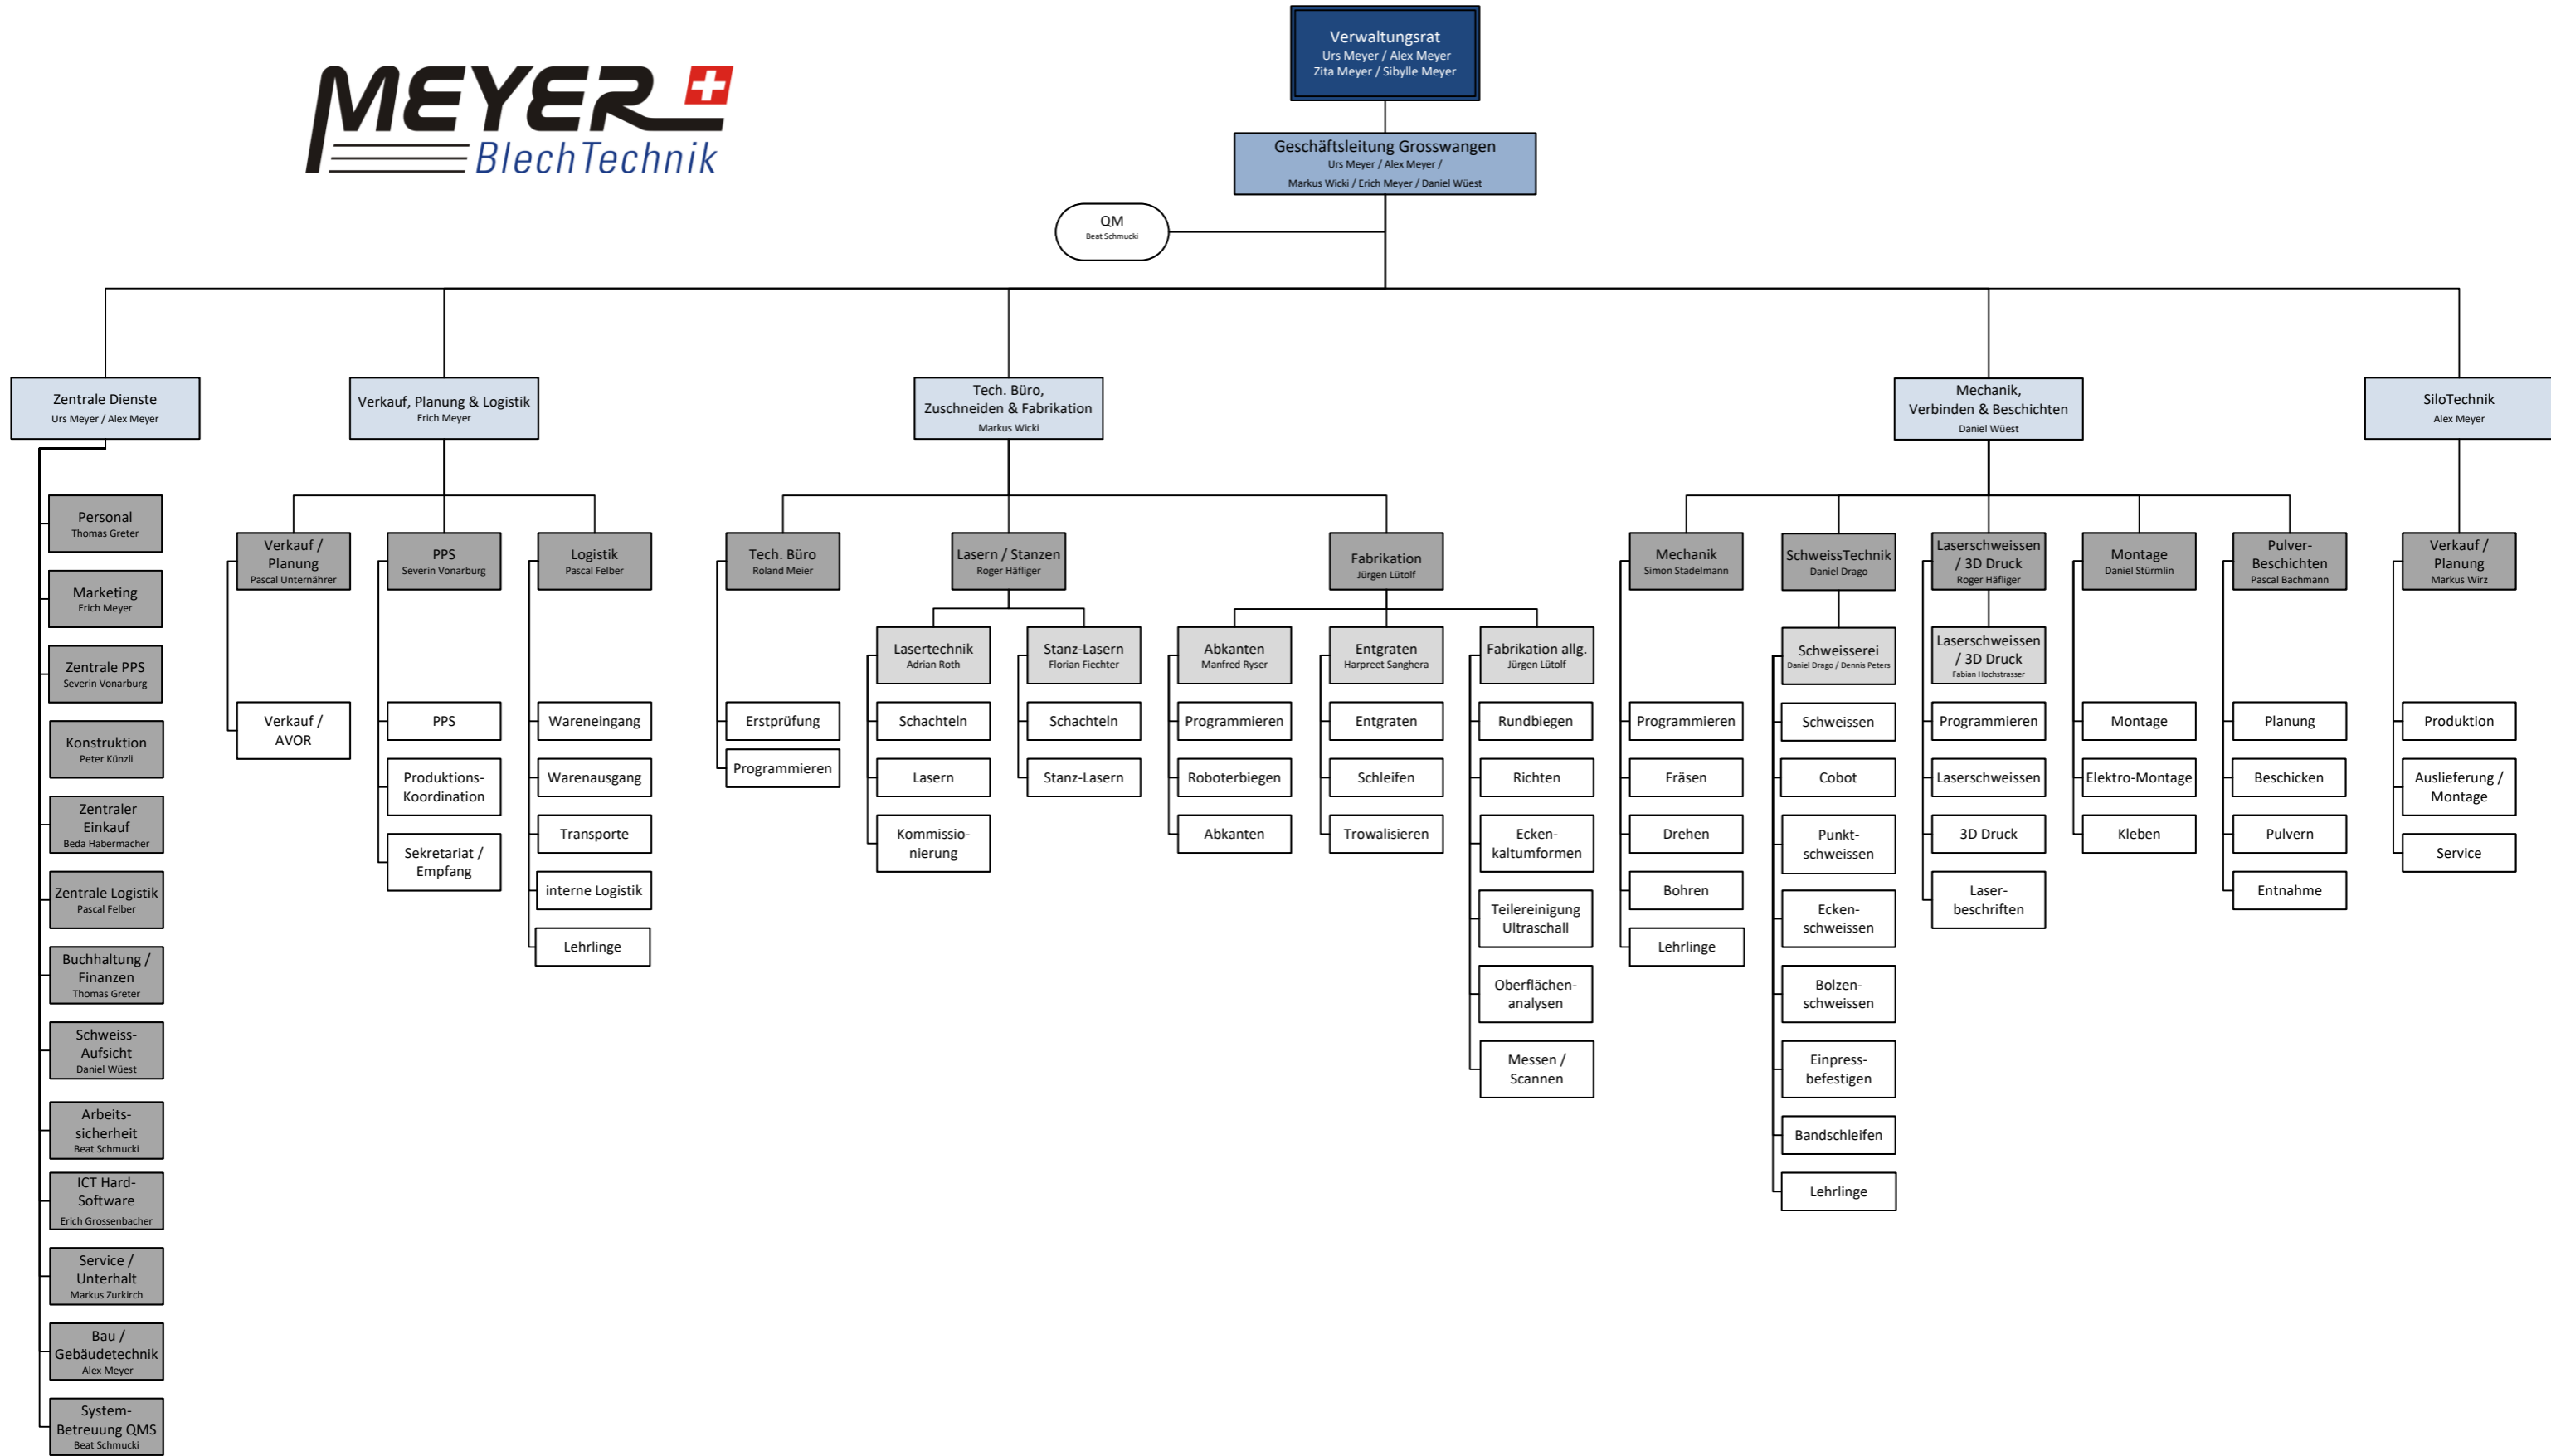 MEYER
BlechTechnik
Verwaltungsrat
Urs Meyer / Alex Meyer
Zita Meyer / Sibylle Meyer
Geschäftsleitung Grosswangen
Urs Meyer / Alex Meyer /
Markus Wicki / Erich Meyer / Daniel Wüest
QM
Beat Schmucki
Zentrale Dienste
Urs Meyer / Alex Meyer
Personal
Thomas Greter
Marketing
Erich Meyer
Zentrale PPS
Severin Vonarburg
Konstruktion
Peter Künzli
Zentraler
Einkauf
Beda Habermacher
Zentrale Logistik
Pascal Felber
Buchhaltung /
Finanzen
Thomas Greter
Schweiss-
Aufsicht
Daniel Wüest
Arbeits-
sicherheit
Beat Schmucki
ICT Hard-
Software
Erich Grossenbacher
Service /
Unterhalt
Markus Zurkirch
Bau /
Gebäudetechnik
Alex Meyer
System-
Betreuung QMS
Beat Schmucki
Verkauf, Planung & Logistik
Erich Meyer
Verkauf /
Planung
Pascal Unternährer
Verkauf /
AVOR
PPS
Severin Vonarburg
PPS
Produktions-
Koordination
Sekretariat /
Empfang
Logistik
Pascal Felber
Wareneingang
Warenausgang
Transporte
interne Logistik
Lehrlinge
Tech. Büro,
Zuschneiden & Fabrikation
Markus Wicki
Tech. Büro
Roland Meier
Erstprüfung
Programmieren
Lasern / Stanzen
Roger Häfliger
Lasertechnik
Adrian Roth
Schachteln
Lasern
Kommissio-
nierung
Stanz-Lasern
Florian Fiechter
Schachteln
Stanz-Lasern
Fabrikation
Jürgen Lütolf
Abkanten
Manfred Ryser
Programmieren
Roboterbiegen
Abkanten
Entgraten
Harpreet Sanghera
Entgraten
Schleifen
Trowalisieren
Fabrikation allg.
Jürgen Lütolf
Rundbiegen
Richten
Ecken-
kaltumformen
Teilereinigung
Ultraschall
Oberflächen-
analysen
Messen /
Scannen
Mechanik,
Verbinden & Beschichten
Daniel Wüest
Mechanik
Simon Stadelmann
Programmieren
Fräsen
Drehen
Bohren
Lehrlinge
SchweissTechnik
Daniel Drago
Schweisserei
Daniel Drago / Dennis Peters
Schweissen
Cobot
Punkt-
schweissen
Ecken-
schweissen
Bolzen-
schweissen
Einpress-
befestigen
Bandschleifen
Lehrlinge
Laserschweissen
/ 3D Druck
Roger Häfliger
Laserschweissen
/ 3D Druck
Fabian Hochstrasser
Programmieren
Laserschweissen
3D Druck
Laser-
beschriften
Montage
Daniel Stürmlin
Montage
Elektro-Montage
Kleben
Pulver-
Beschichten
Pascal Bachmann
Planung
Beschicken
Pulvern
Entnahme
SiloTechnik
Alex Meyer
Verkauf /
Planung
Markus Wirz
Produktion
Auslieferung /
Montage
Service